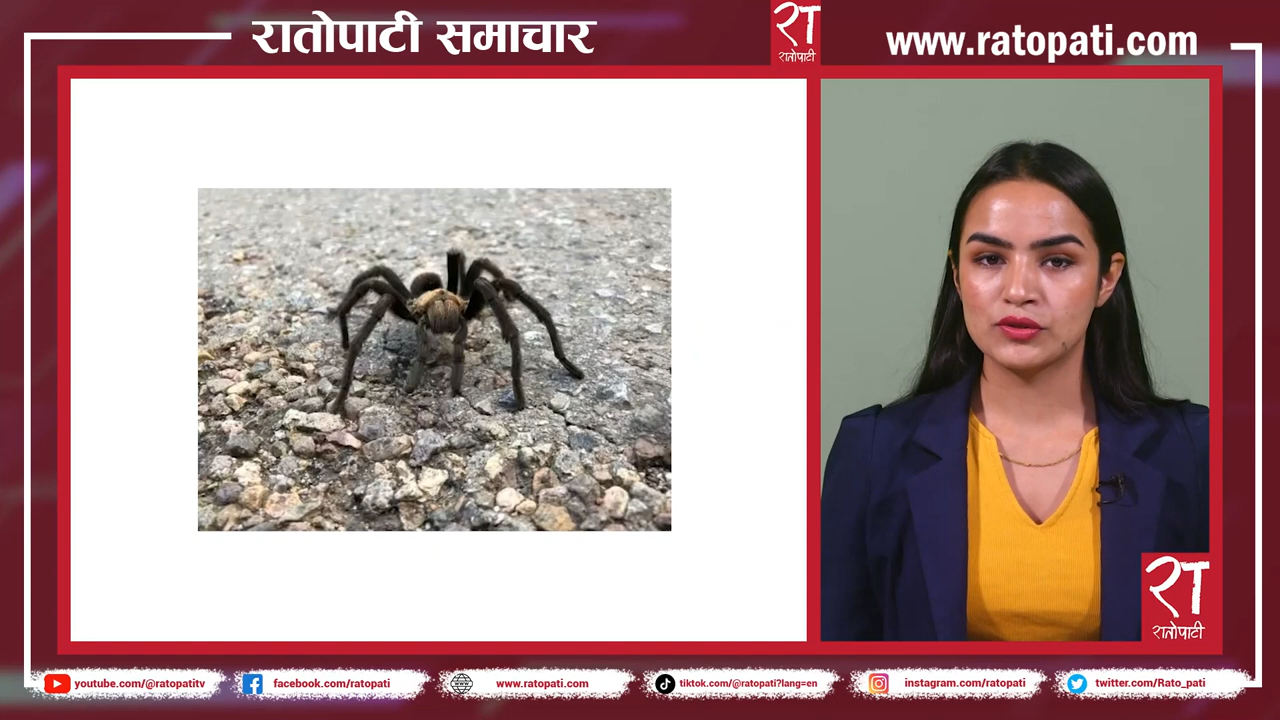 रातोपाटी समाचार
रा
रातोपाटी
www.ratopati.com
रा
रातोपाटी
youtube.com/@ratopatitv
facebook.com/ratopati
www.ratopati.com
tiktok.com/@ratopati?lang=en
instagram.com/ratopati
twitter.com/Rato_pati